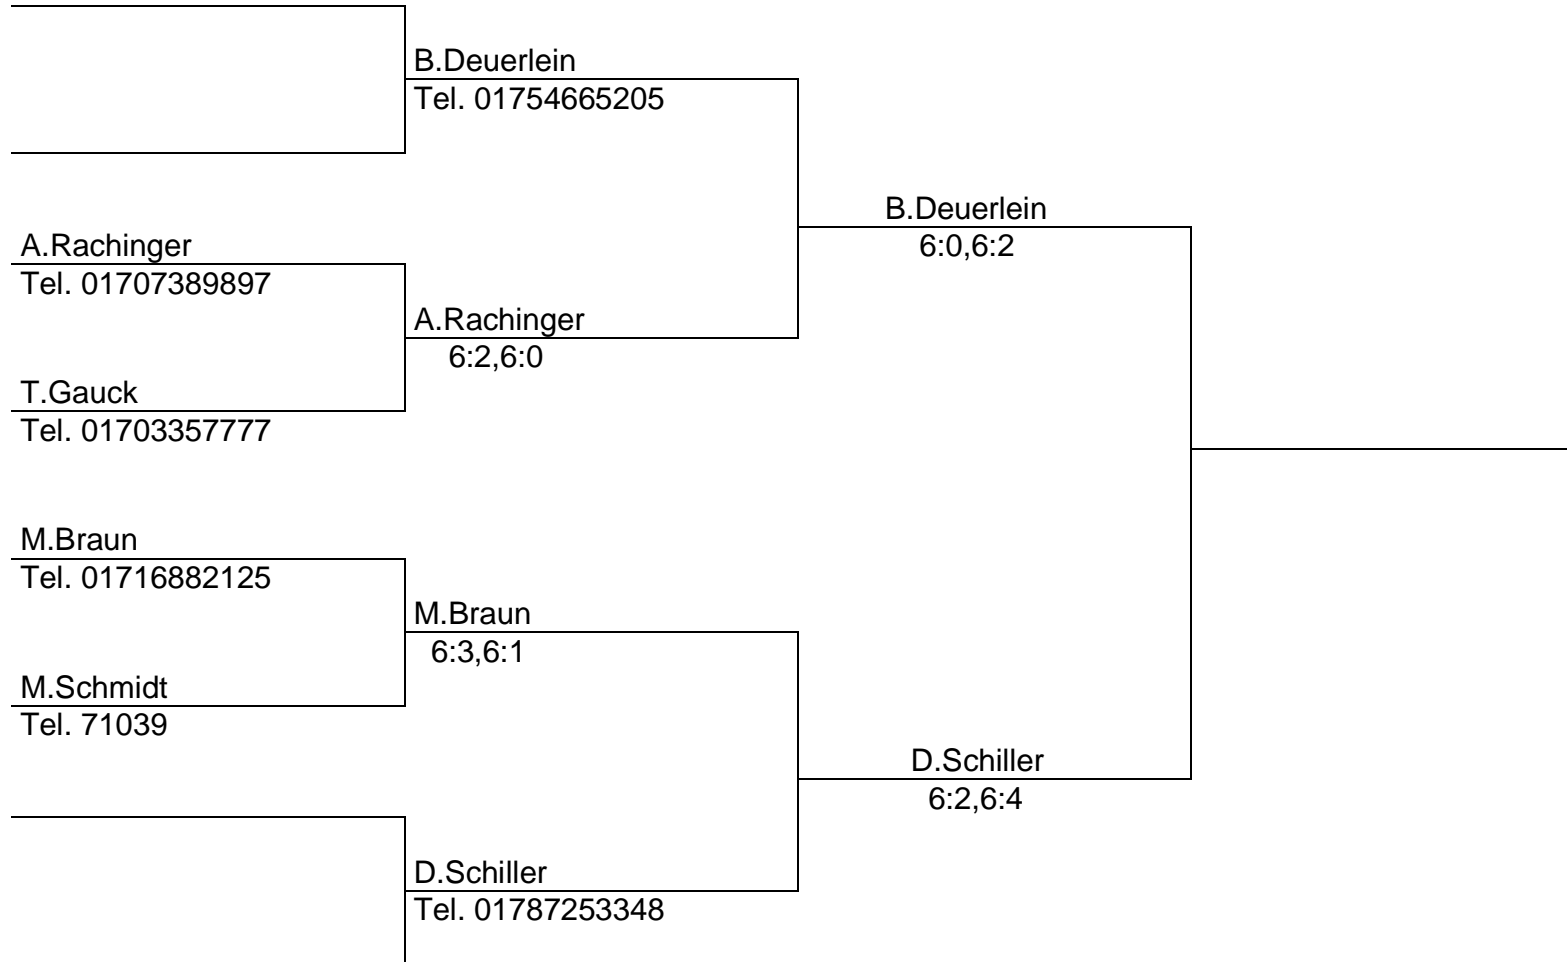 B.Deuerlein
Tel. 01754665205
B.Deuerlein
6:0,6:2
A.Rachinger
Tel. 01707389897
A.Rachinger
6:2,6:0
T.Gauck
Tel. 01703357777
M.Braun
Tel. 01716882125
M.Braun
6:3,6:1
M.Schmidt
Tel. 71039
D.Schiller
6:2,6:4
D.Schiller
Tel. 01787253348